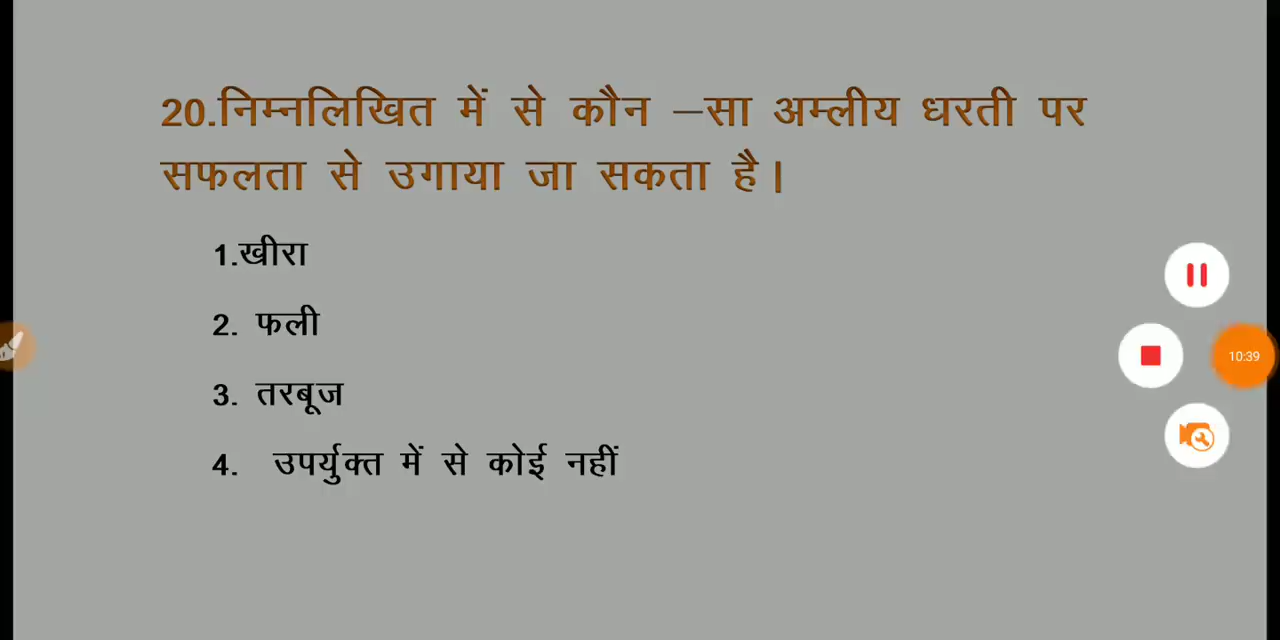 20.निम्नलिखित में से कौन –सा अम्लीय धरती पर
सफलता से उगाया जा सकता है।
1.खीरा
2. फली
3. तरबूज
4. उपर्युक्त में से कोई नहीं
10:39